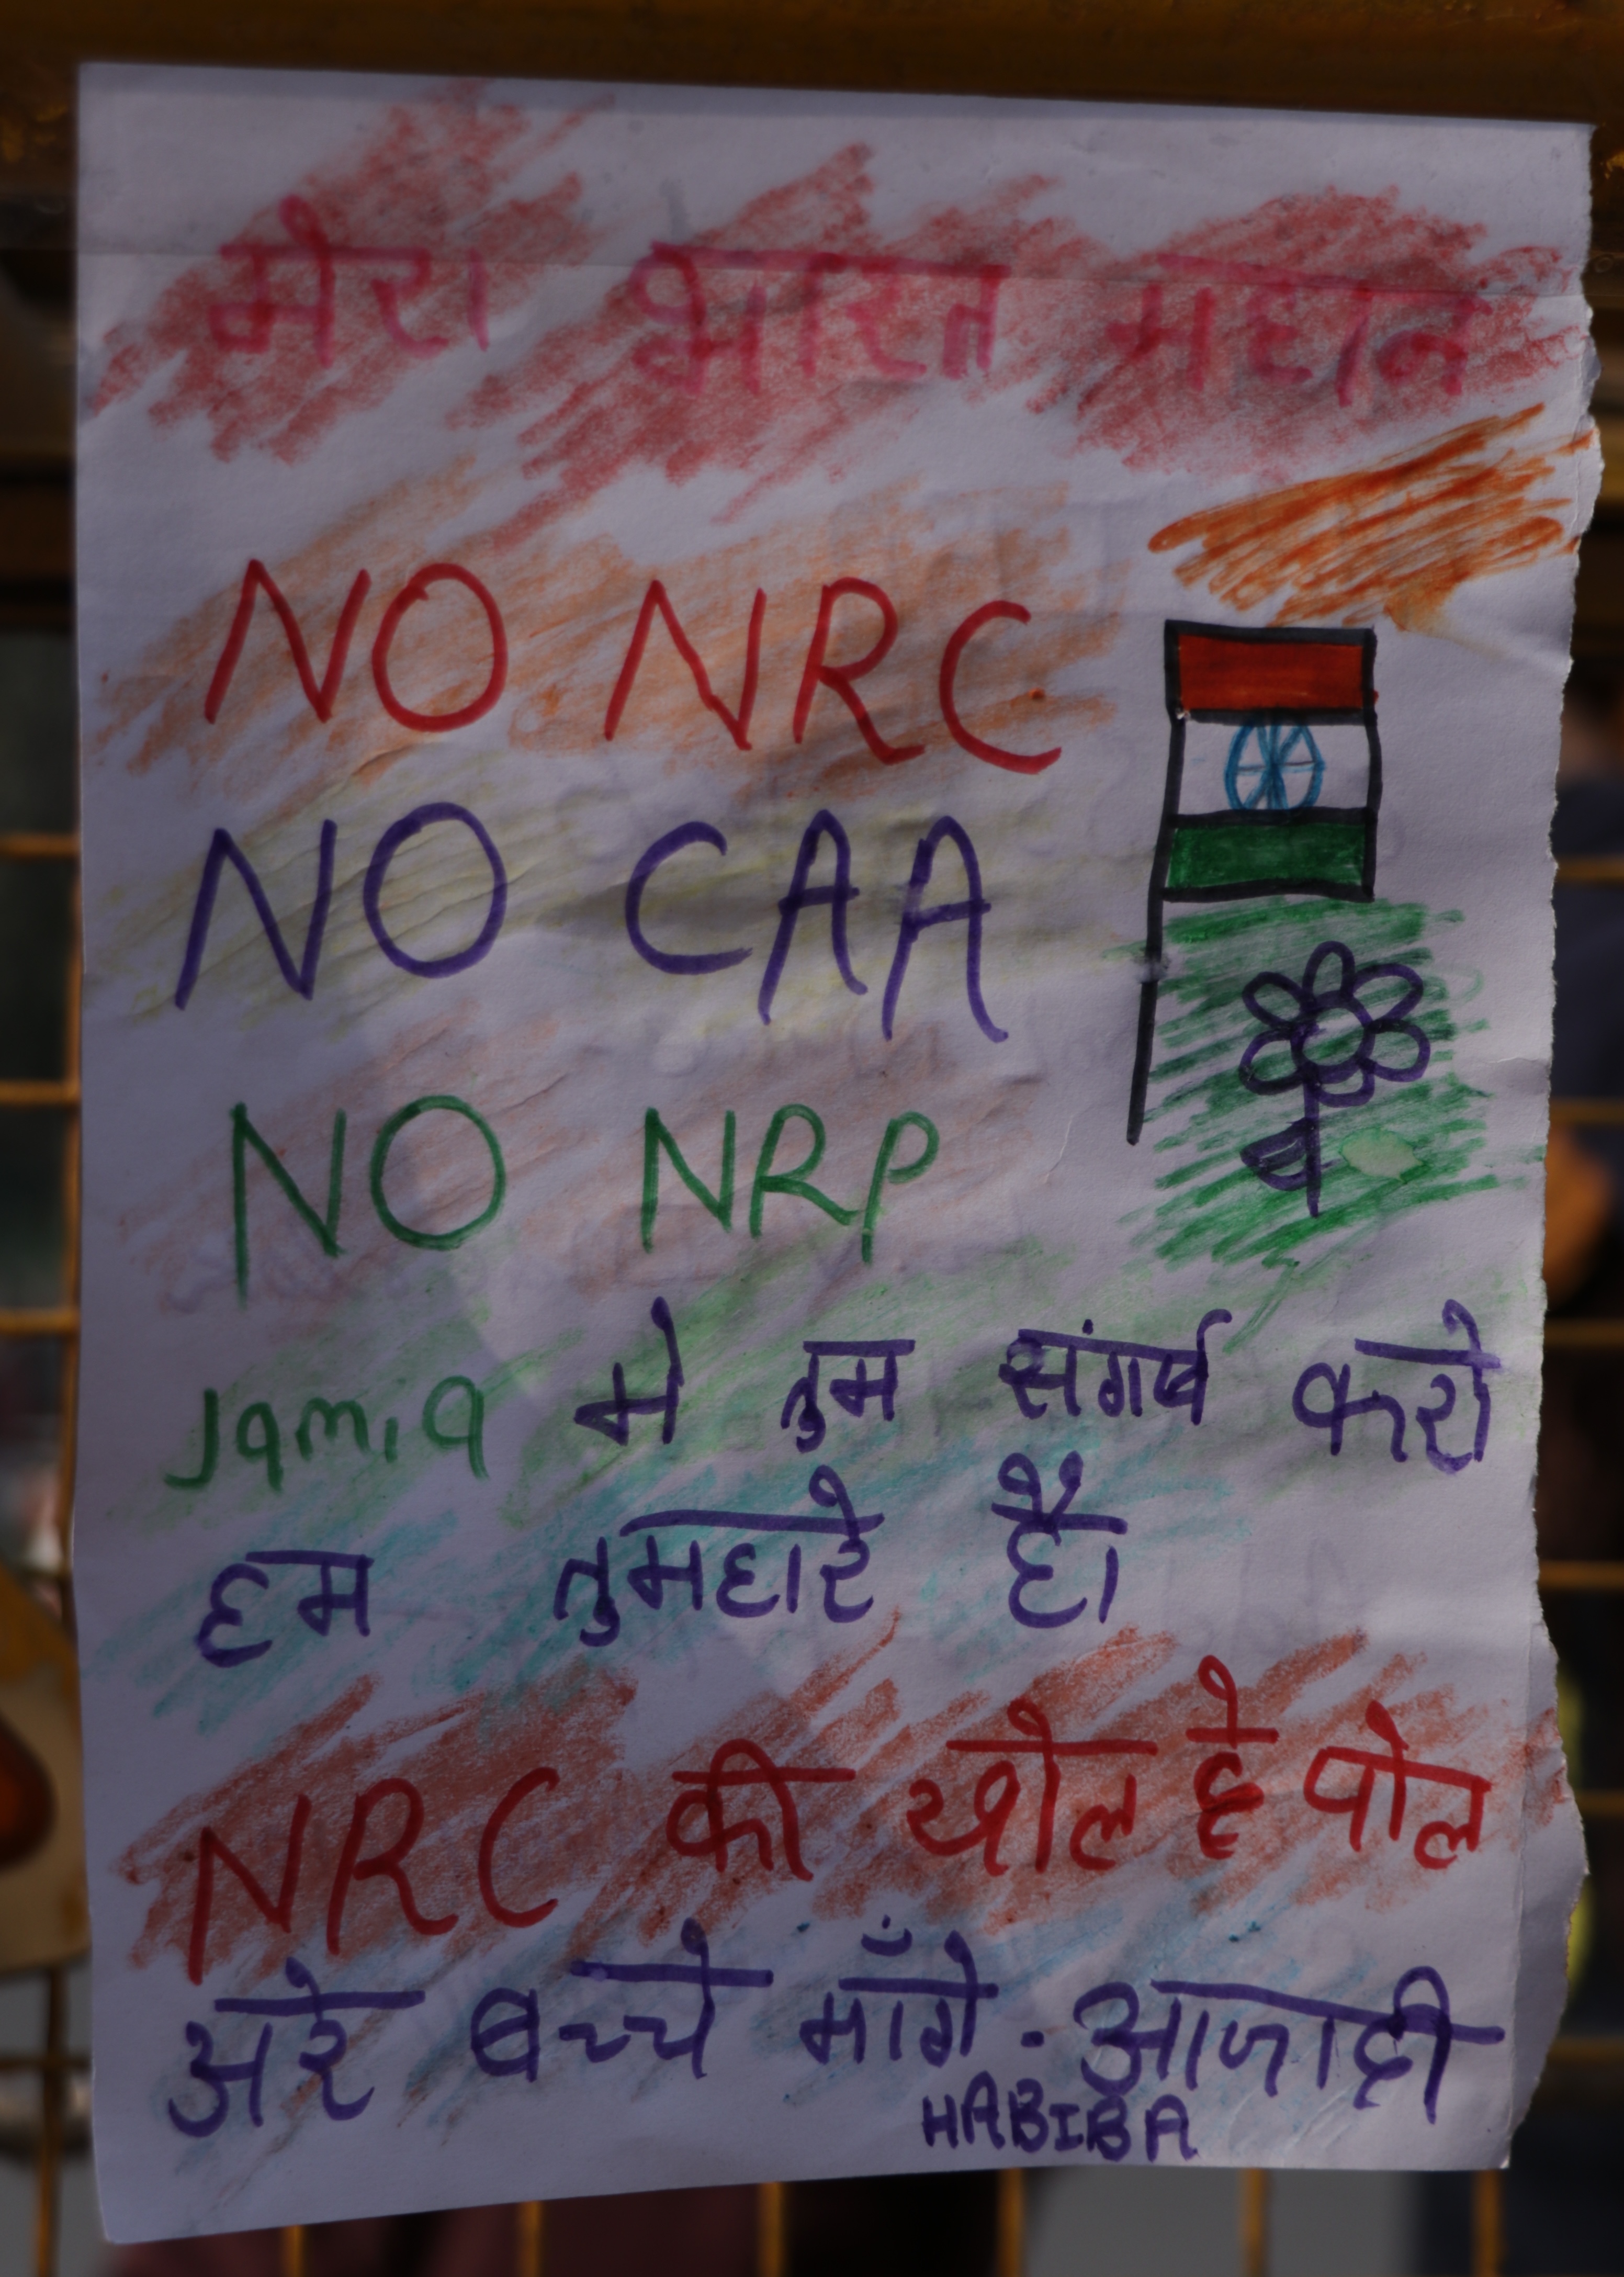 मेरा भारत महान
NO NRC
NO CAA
NO NRP
Jamia मे तुम संगर्ष करो
हम तुमहारे हैं।
NRC की खोल दे पोल
अरे बच्चे माँगे . आजादी
HABIBA